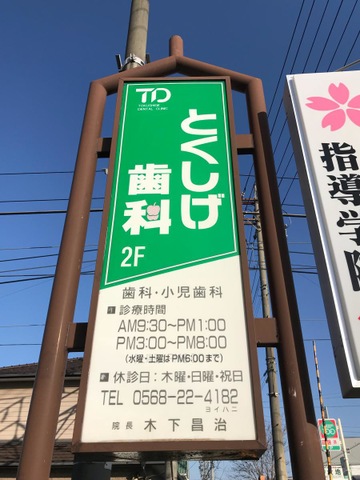 TD
TOKUSHIGE
DENTAL CLINIC
とくしげ
歯科
2F
歯科・小児歯科
診療時間
AM9:30〜PM1:00
PM3:00〜PM8:00
(水曜・土曜はPM6:00まで)
休診日:木曜・日曜・祝日
TEL 0568-22-4182
ヨイハニ
院長 木下昌治
指導学院